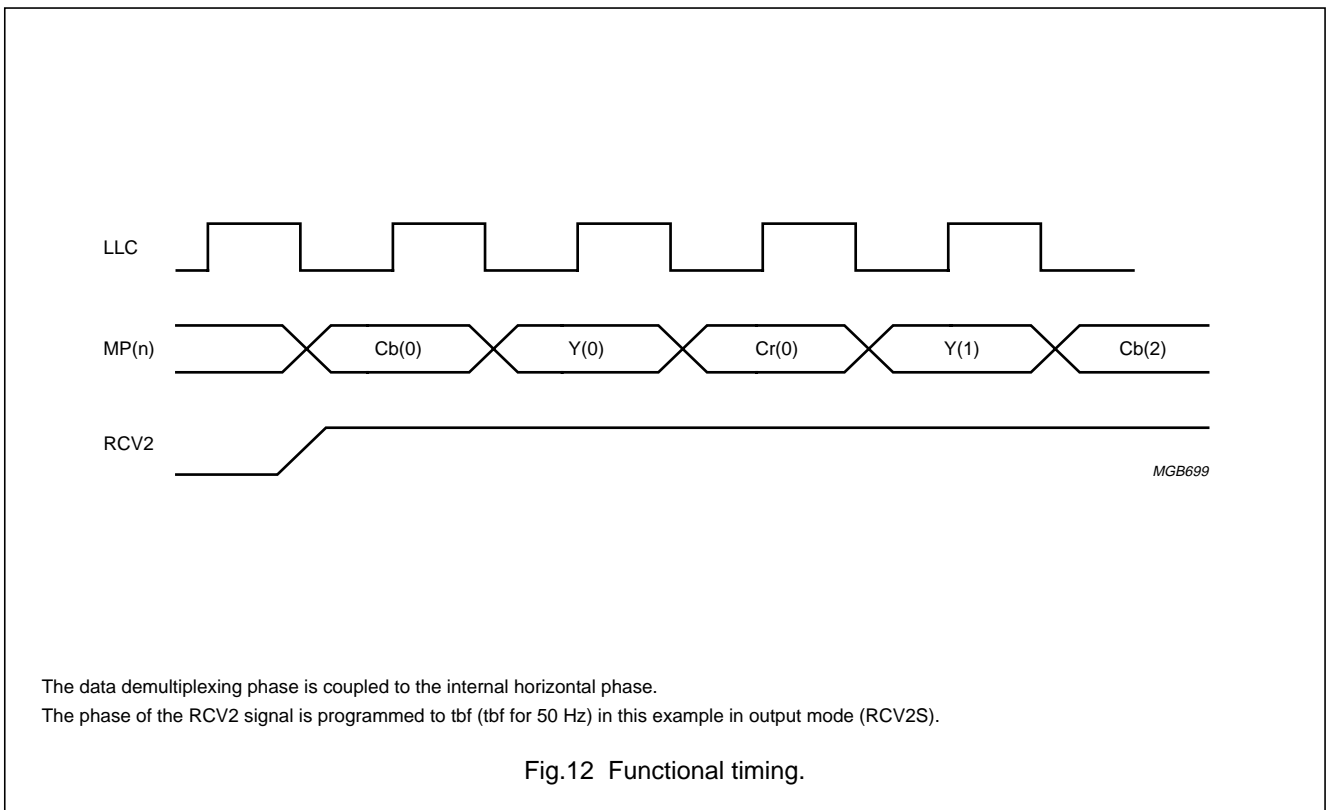 LLC
MP(n)
Cb(0) Y(0) Cr(0) Y(1) Cb(2)
RCV2
MGB699
The data demultiplexing phase is coupled to the internal horizontal phase.
The phase of the RCV2 signal is programmed to tbf (tbf for 50 Hz) in this example in output mode (RCV2S).
Fig.12 Functional timing.